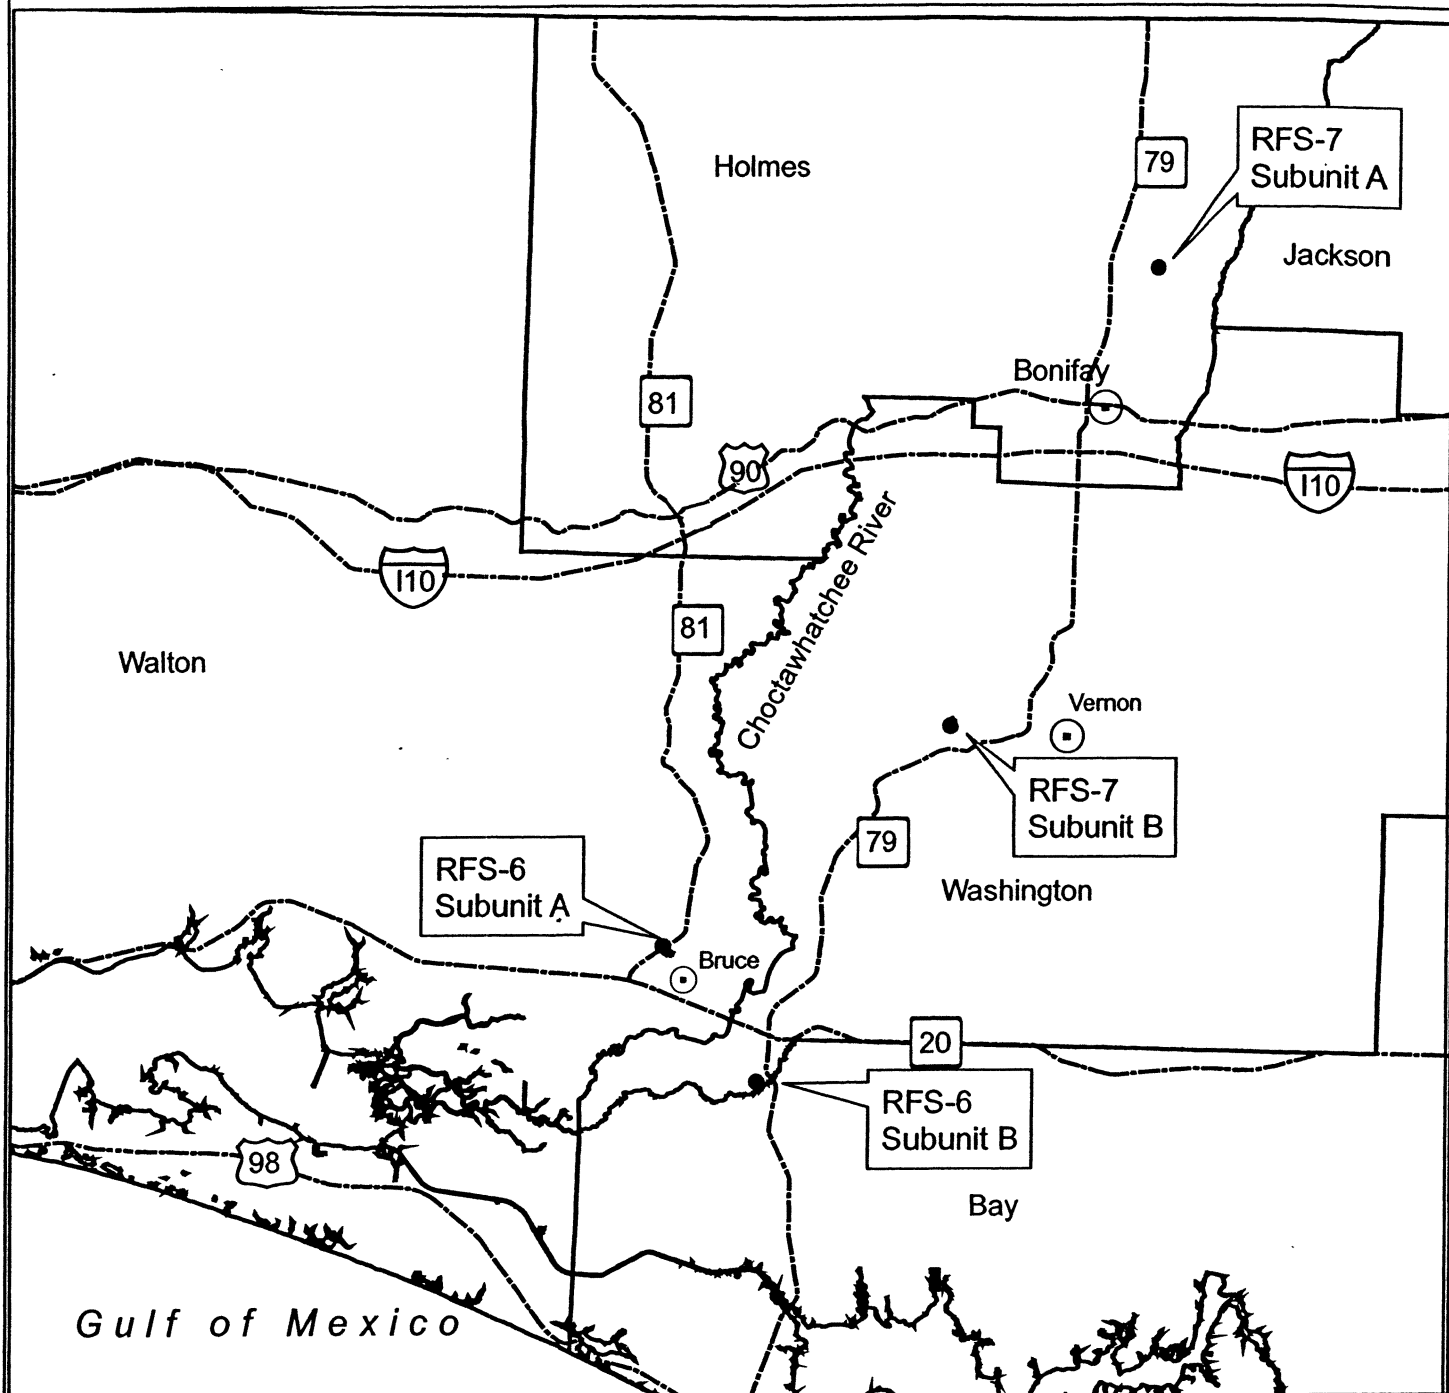 79
RFS-7
Subunit A
Holmes
Jackson
Bonifay
81
90
I10
I10
Choctawhatchee River
81
Walton
Vernon
RFS-7
Subunit B
79
RFS-6
Subunit A
Washington
Bruce
20
RFS-6
Subunit B
98
Bay
Gulf of Mexico